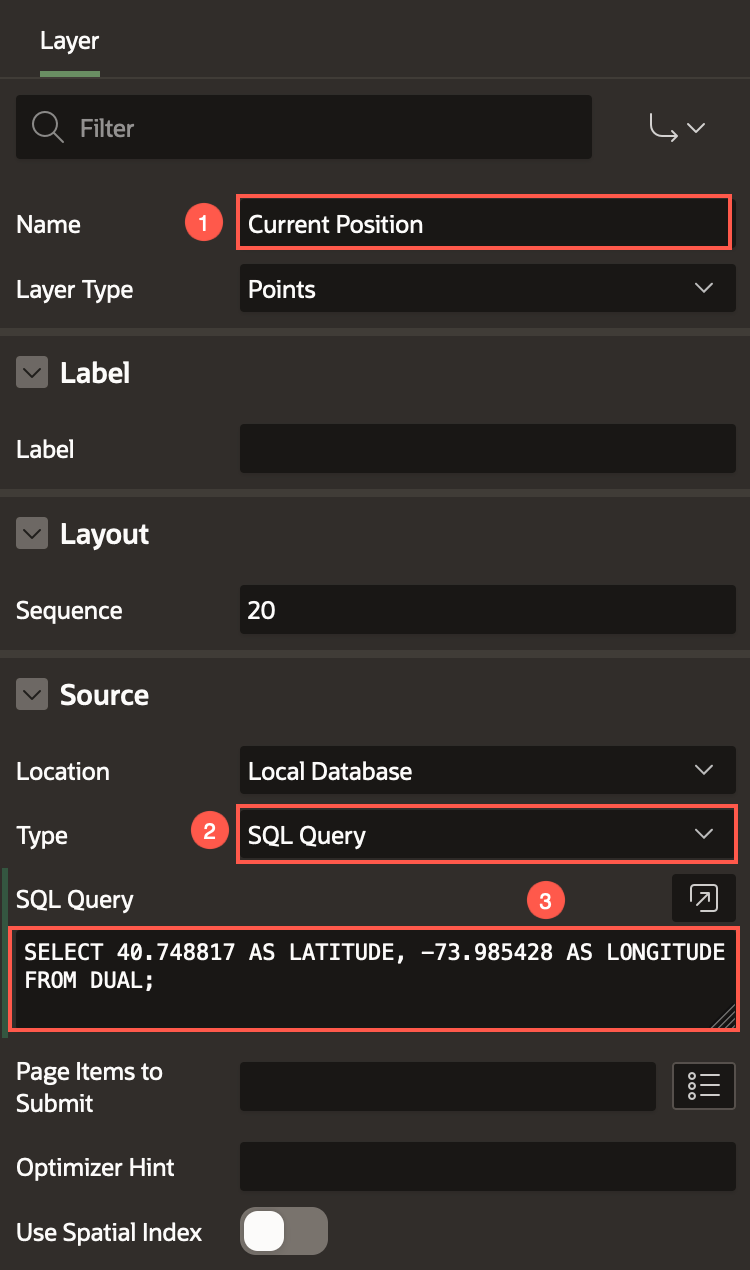 Layer
Filter
Name 1 Current Position
Layer Type Points
Label
Label
Layout
Sequence 20
Source
Location Local Database
Type 2 SQL Query
SQL Query 3
SELECT 40.748817 AS LATITUDE, -73.985428 AS LONGITUDE
FROM DUAL;
Page Items to
Submit
Optimizer Hint
Use Spatial Index